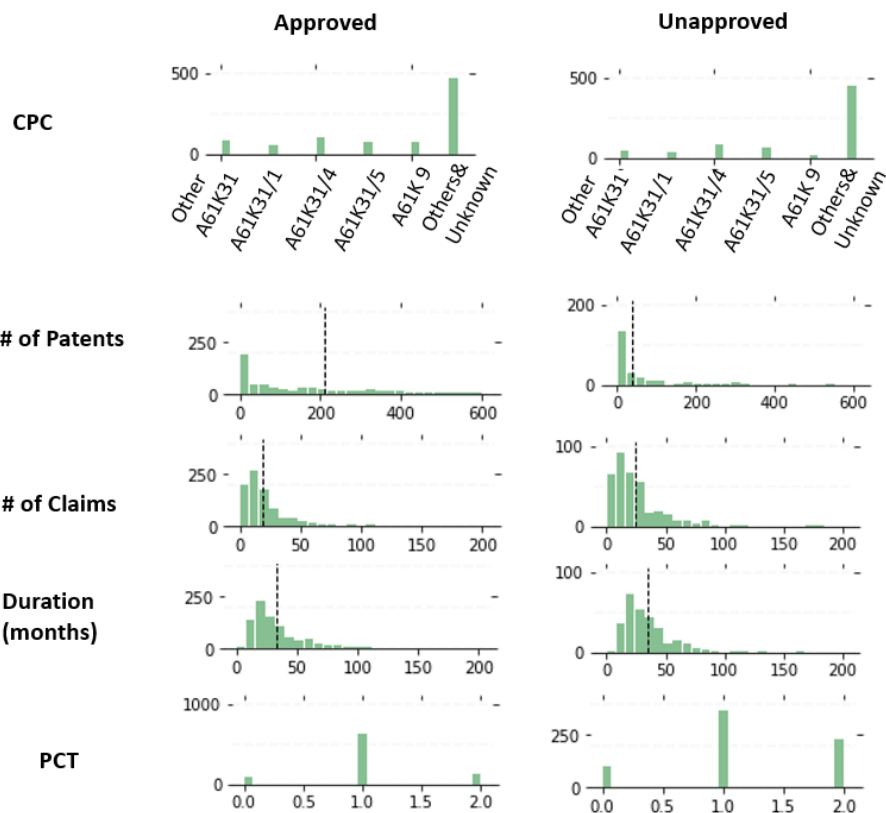 Approved Unapproved
CPC
500 500
0 0
Other A61K31 A61K31/1 A61K31/4 A61K31/5 A61K 9 Others& Unknown
Other A61K31` A61K31/1 A61K31/4 A61K31/5 A61K 9 Others& Unknown
# of Patents
250 200
0 0
0 200 400 600 0 200 400 600
# of Claims
250 100
0 0
0 50 100 150 200 0 50 100 150 200
Duration
(months)
250 100
0 0
0 50 100 150 200 0 50 100 150 200
PCT
1000 250
0 0
0.0 0.5 1.0 1.5 2.0 0.0 0.5 1.0 1.5 2.0